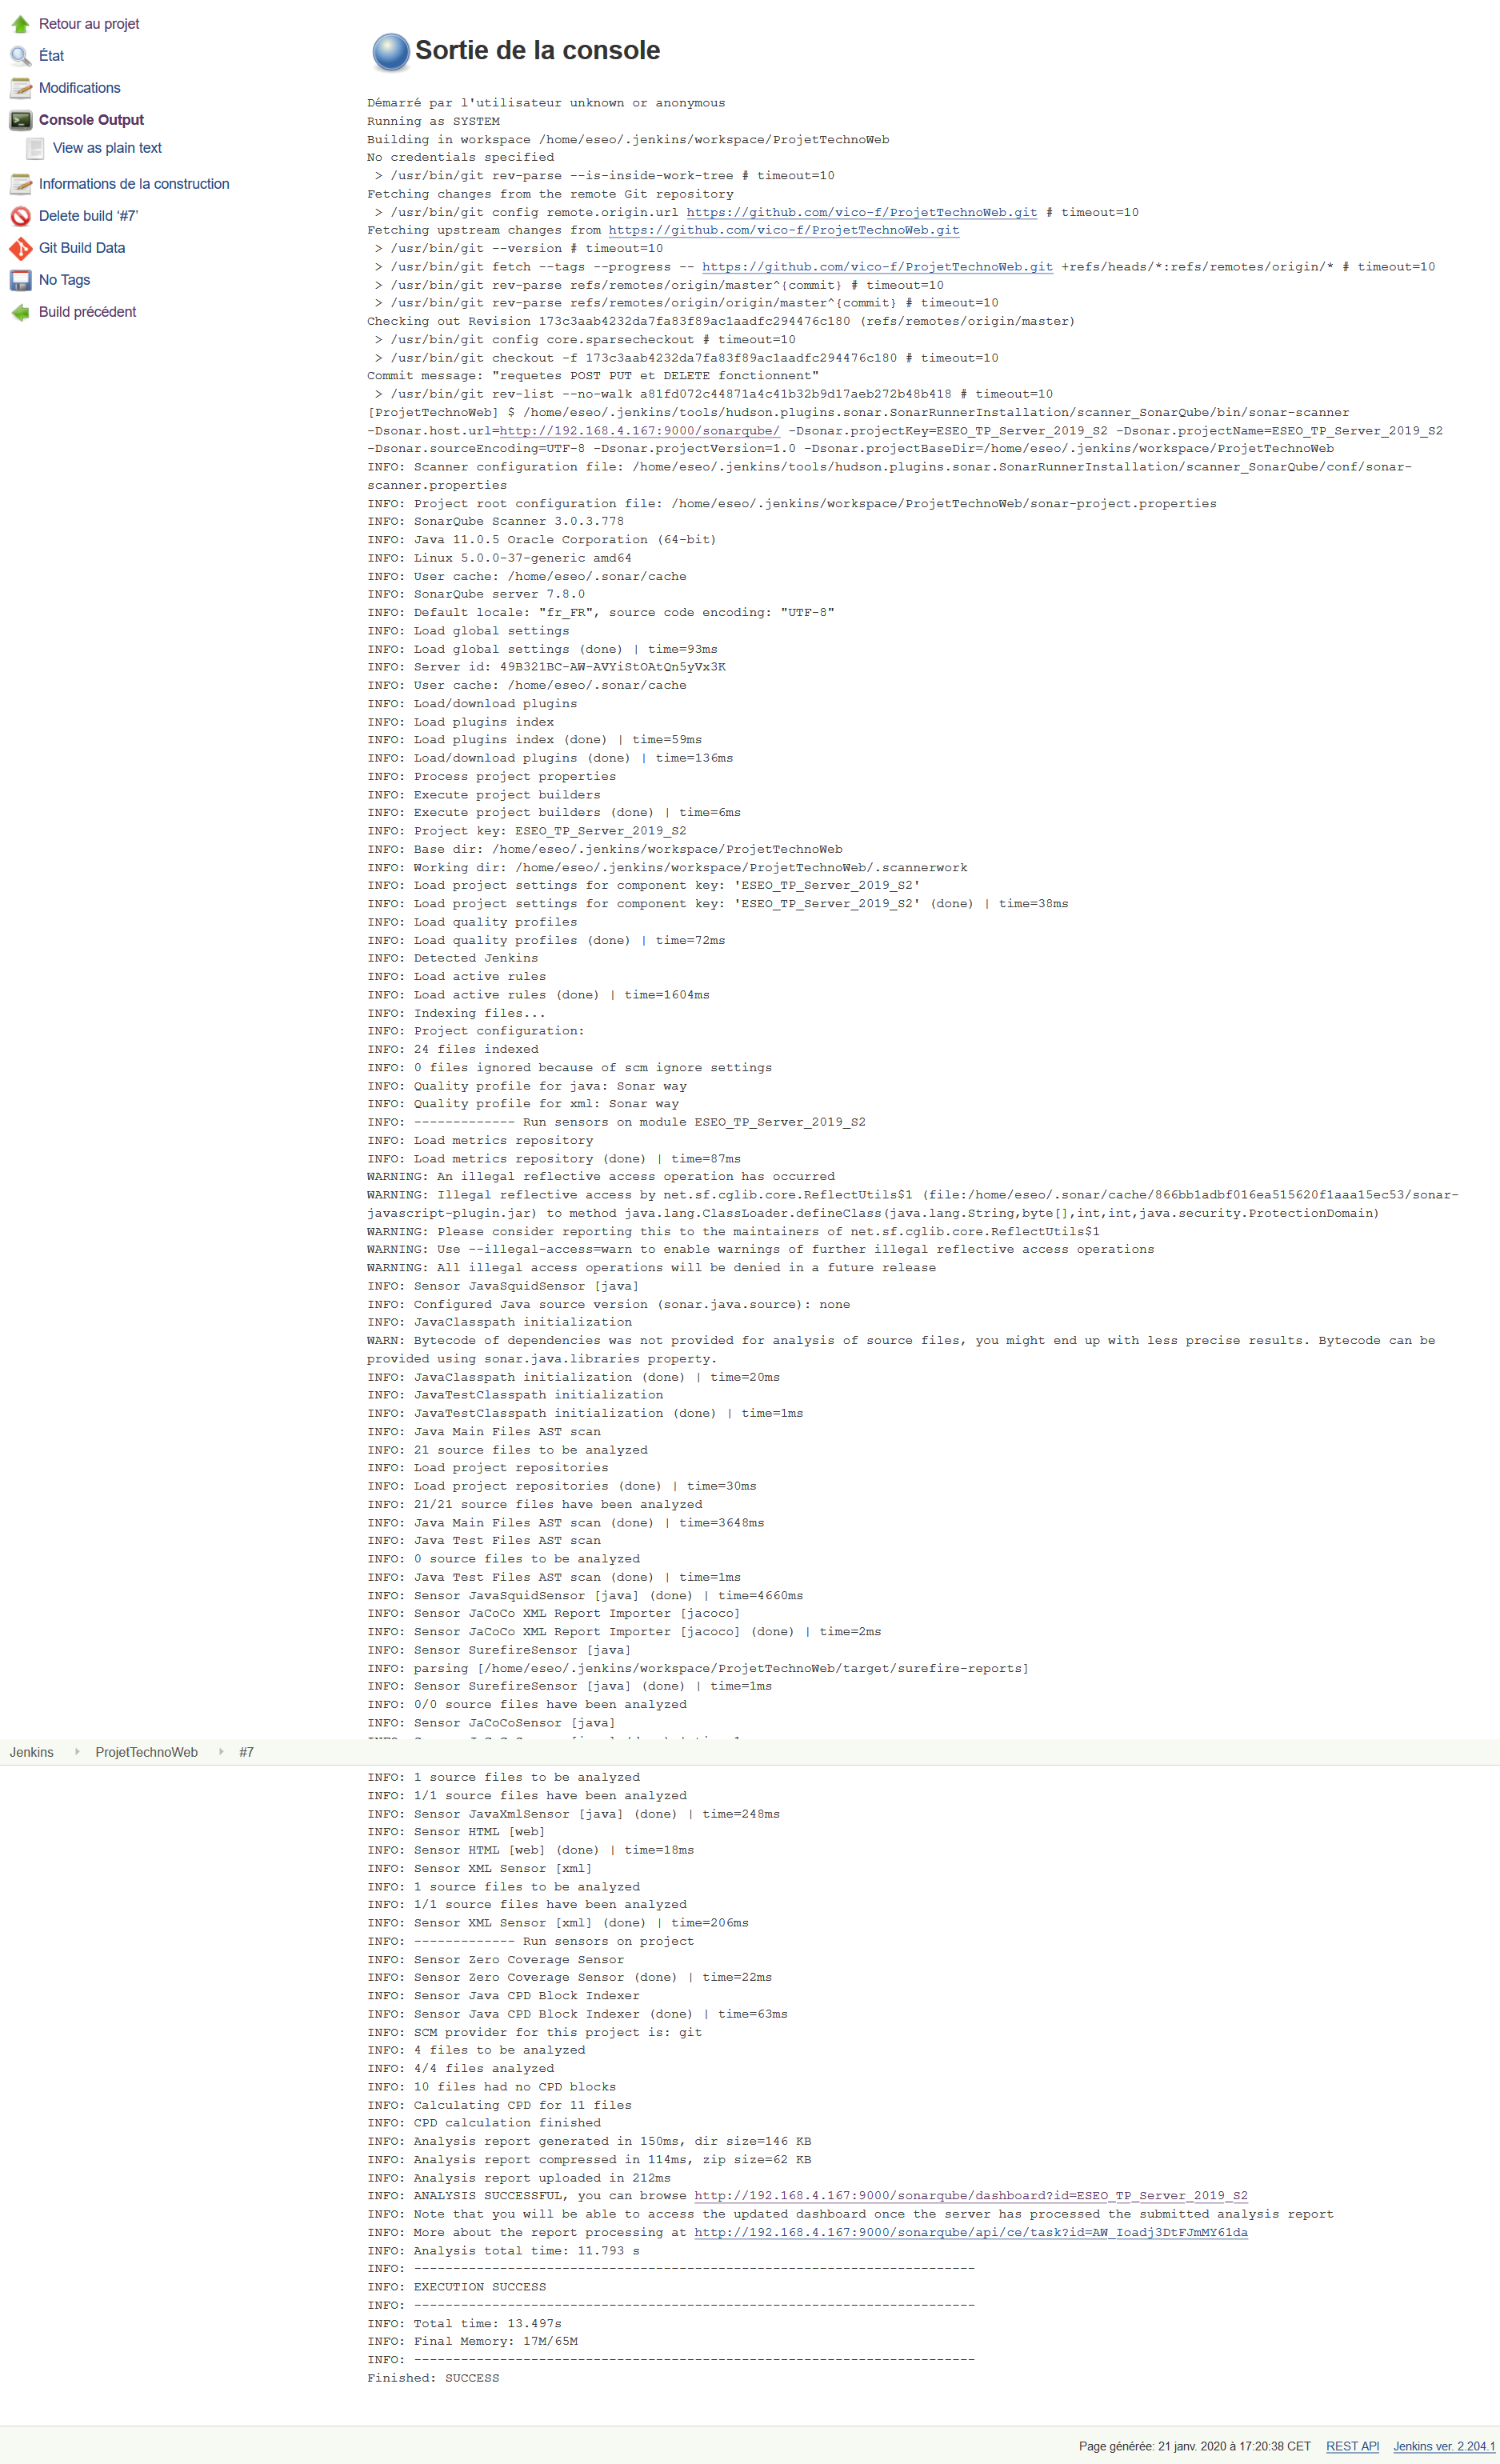 Retour au projet
État
Modifications
Console Output
View as plain text
Informations de la construction
Delete build ‘#7’
Git Build Data
No Tags
Build précédent
Sortie de la console
Démarré par l'utilisateur unknown or anonymous
Running as SYSTEM
Building in workspace /home/eseo/.jenkins/workspace/ProjetTechnoWeb
No credentials specified
 > /usr/bin/git rev-parse --is-inside-work-tree # timeout=10
Fetching changes from the remote Git repository
 > /usr/bin/git config remote.origin.url https://github.com/vico-f/ProjetTechnoWeb.git # timeout=10
Fetching upstream changes from https://github.com/vico-f/ProjetTechnoWeb.git
 > /usr/bin/git --version # timeout=10
 > /usr/bin/git fetch --tags --progress -- https://github.com/vico-f/ProjetTechnoWeb.git +refs/heads/*:refs/remotes/origin/* # timeout=10
 > /usr/bin/git rev-parse refs/remotes/origin/master^{commit} # timeout=10
 > /usr/bin/git rev-parse refs/remotes/origin/origin/master^{commit} # timeout=10
Checking out Revision 173c3aab4232da7fa83f89ac1aadfc294476c180 (refs/remotes/origin/master)
 > /usr/bin/git config core.sparsecheckout # timeout=10
 > /usr/bin/git checkout -f 173c3aab4232da7fa83f89ac1aadfc294476c180 # timeout=10
Commit message: "requetes POST PUT et DELETE fonctionnent"
 > /usr/bin/git rev-list --no-walk a81fd072c44871a4c41b32b9d17aeb272b48b418 # timeout=10
[ProjetTechnoWeb] $ /home/eseo/.jenkins/tools/hudson.plugins.sonar.SonarRunnerInstallation/scanner_SonarQube/bin/sonar-scanner
-Dsonar.host.url=http://192.168.4.167:9000/sonarqube/ -Dsonar.projectKey=ESEO_TP_Server_2019_S2 -Dsonar.projectName=ESEO_TP_Server_2019_S2
-Dsonar.sourceEncoding=UTF-8 -Dsonar.projectVersion=1.0 -Dsonar.projectBaseDir=/home/eseo/.jenkins/workspace/ProjetTechnoWeb
INFO: Scanner configuration file: /home/eseo/.jenkins/tools/hudson.plugins.sonar.SonarRunnerInstallation/scanner_SonarQube/conf/sonar-
scanner.properties
INFO: Project root configuration file: /home/eseo/.jenkins/workspace/ProjetTechnoWeb/sonar-project.properties
INFO: SonarQube Scanner 3.0.3.778
INFO: Java 11.0.5 Oracle Corporation (64-bit)
INFO: Linux 5.0.0-37-generic amd64
INFO: User cache: /home/eseo/.sonar/cache
INFO: SonarQube server 7.8.0
INFO: Default locale: "fr_FR", source code encoding: "UTF-8"
INFO: Load global settings
INFO: Load global settings (done) | time=93ms
INFO: Server id: 49B321BC-AW-AVYiStOAtQn5yVx3K
INFO: User cache: /home/eseo/.sonar/cache
INFO: Load/download plugins
INFO: Load plugins index
INFO: Load plugins index (done) | time=59ms
INFO: Load/download plugins (done) | time=136ms
INFO: Process project properties
INFO: Execute project builders
INFO: Execute project builders (done) | time=6ms
INFO: Project key: ESEO_TP_Server_2019_S2
INFO: Base dir: /home/eseo/.jenkins/workspace/ProjetTechnoWeb
INFO: Working dir: /home/eseo/.jenkins/workspace/ProjetTechnoWeb/.scannerwork
INFO: Load project settings for component key: 'ESEO_TP_Server_2019_S2'
INFO: Load project settings for component key: 'ESEO_TP_Server_2019_S2' (done) | time=38ms
INFO: Load quality profiles
INFO: Load quality profiles (done) | time=72ms
INFO: Detected Jenkins
INFO: Load active rules
INFO: Load active rules (done) | time=1604ms
INFO: Indexing files...
INFO: Project configuration:
INFO: 24 files indexed
INFO: 0 files ignored because of scm ignore settings
INFO: Quality profile for java: Sonar way
INFO: Quality profile for xml: Sonar way
INFO: ------------- Run sensors on module ESEO_TP_Server_2019_S2
INFO: Load metrics repository
INFO: Load metrics repository (done) | time=87ms
WARNING: An illegal reflective access operation has occurred
WARNING: Illegal reflective access by net.sf.cglib.core.ReflectUtils$1 (file:/home/eseo/.sonar/cache/866bb1adbf016ea515620f1aaa15ec53/sonar-
javascript-plugin.jar) to method java.lang.ClassLoader.defineClass(java.lang.String,byte[],int,int,java.security.ProtectionDomain)
WARNING: Please consider reporting this to the maintainers of net.sf.cglib.core.ReflectUtils$1
WARNING: Use --illegal-access=warn to enable warnings of further illegal reflective access operations
WARNING: All illegal access operations will be denied in a future release
INFO: Sensor JavaSquidSensor [java]
INFO: Configured Java source version (sonar.java.source): none
INFO: JavaClasspath initialization
WARN: Bytecode of dependencies was not provided for analysis of source files, you might end up with less precise results. Bytecode can be
provided using sonar.java.libraries property.
INFO: JavaClasspath initialization (done) | time=20ms
INFO: JavaTestClasspath initialization
INFO: JavaTestClasspath initialization (done) | time=1ms
INFO: Java Main Files AST scan
INFO: 21 source files to be analyzed
INFO: Load project repositories
INFO: Load project repositories (done) | time=30ms
INFO: 21/21 source files have been analyzed
INFO: Java Main Files AST scan (done) | time=3648ms
INFO: Java Test Files AST scan
INFO: 0 source files to be analyzed
INFO: Java Test Files AST scan (done) | time=1ms
INFO: Sensor JavaSquidSensor [java] (done) | time=4660ms
INFO: Sensor JaCoCo XML Report Importer [jacoco]
INFO: Sensor JaCoCo XML Report Importer [jacoco] (done) | time=2ms
INFO: Sensor SurefireSensor [java]
INFO: parsing [/home/eseo/.jenkins/workspace/ProjetTechnoWeb/target/surefire-reports]
INFO: Sensor SurefireSensor [java] (done) | time=1ms
INFO: 0/0 source files have been analyzed
INFO: Sensor JaCoCoSensor [java]
Jenkins ProjetTechnoWeb #7
INFO: 1 source files to be analyzed
INFO: 1/1 source files have been analyzed
INFO: Sensor JavaXmlSensor [java] (done) | time=248ms
INFO: Sensor HTML [web]
INFO: Sensor HTML [web] (done) | time=18ms
INFO: Sensor XML Sensor [xml]
INFO: 1 source files to be analyzed
INFO: 1/1 source files have been analyzed
INFO: Sensor XML Sensor [xml] (done) | time=206ms
INFO: ------------- Run sensors on project
INFO: Sensor Zero Coverage Sensor
INFO: Sensor Zero Coverage Sensor (done) | time=22ms
INFO: Sensor Java CPD Block Indexer
INFO: Sensor Java CPD Block Indexer (done) | time=63ms
INFO: SCM provider for this project is: git
INFO: 4 files to be analyzed
INFO: 4/4 files analyzed
INFO: 10 files had no CPD blocks
INFO: Calculating CPD for 11 files
INFO: CPD calculation finished
INFO: Analysis report generated in 150ms, dir size=146 KB
INFO: Analysis report compressed in 114ms, zip size=62 KB
INFO: Analysis report uploaded in 212ms
INFO: ANALYSIS SUCCESSFUL, you can browse http://192.168.4.167:9000/sonarqube/dashboard?id=ESEO_TP_Server_2019_S2
INFO: Note that you will be able to access the updated dashboard once the server has processed the submitted analysis report
INFO: More about the report processing at http://192.168.4.167:9000/sonarqube/api/ce/task?id=AW_Ioadj3DtFJmMY61da
INFO: Analysis total time: 11.793 s
INFO: ------------------------------------------------------------------------
INFO: EXECUTION SUCCESS
INFO: ------------------------------------------------------------------------
INFO: Total time: 13.497s
INFO: Final Memory: 17M/65M
INFO: ------------------------------------------------------------------------
Finished: SUCCESS
Page générée: 21 janv. 2020 à 17:20:38 CET REST API Jenkins ver. 2.204.1